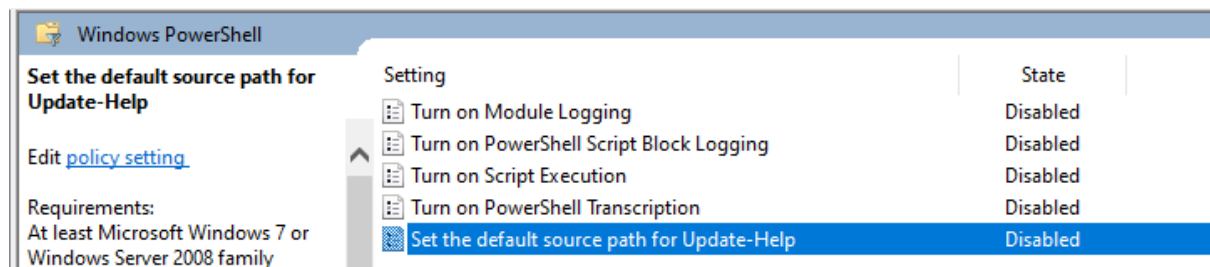 Windows PowerShell
Set the default source path for
Update-Help
Edit policy setting
Requirements:
At least Microsoft Windows 7 or
Windows Server 2008 family
Setting State
Turn on Module Logging Disabled
Turn on PowerShell Script Block Logging Disabled
Turn on Script Execution Disabled
Turn on PowerShell Transcription Disabled
Set the default source path for Update-Help Disabled